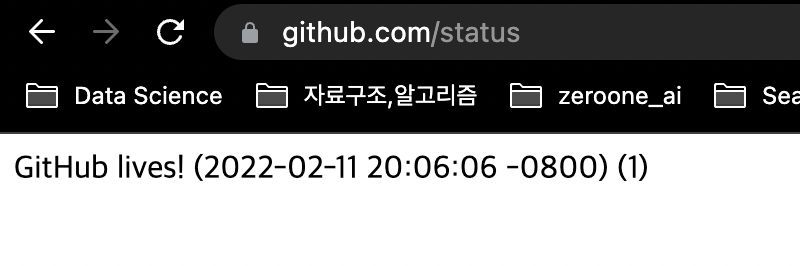 github.com/status
Data Science 자료구조,알고리즘 zeroone_ai Sea
GitHub lives! (2022-02-11 20:06:06 -0800) (1)